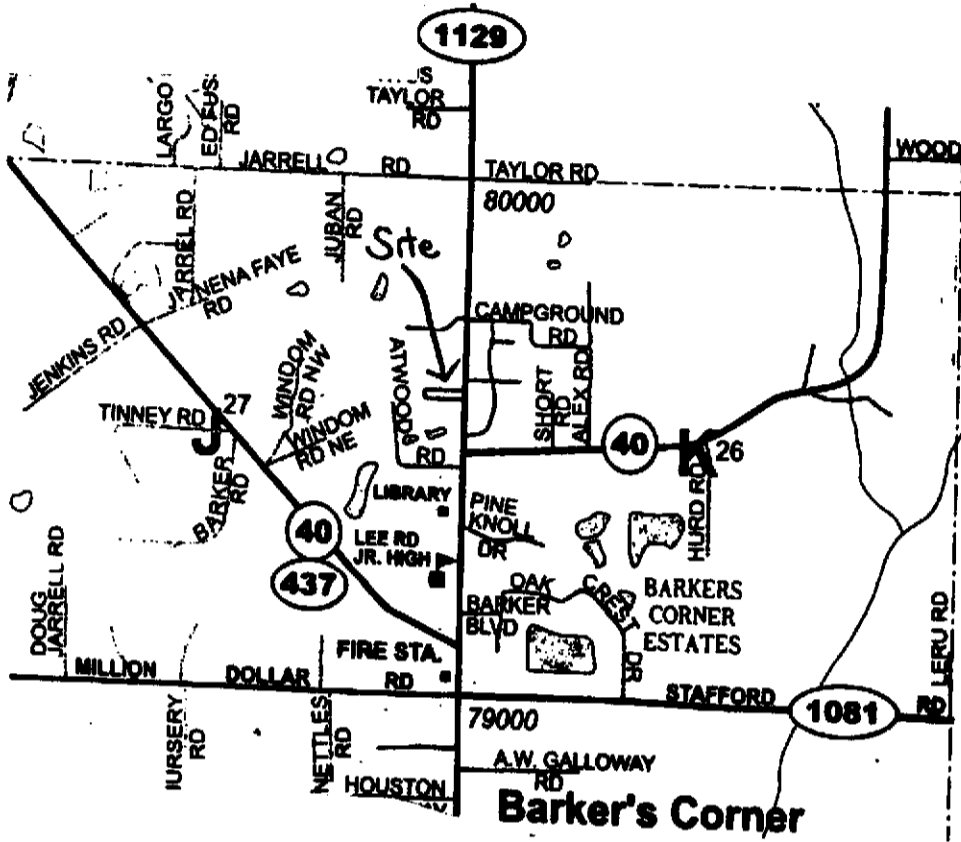 1129
TAYLOR
RD
LARGO
ED FUS
RD
JARRELL RD
TAYLOR RD
WOOD
80000
JUBAN
RD
Site
NENA FAYE
RD
JENKINS RD
CAMPGROUND
RD
WINDOM
RD NW
ATWOOD
RD
SHORT
RD
ALEX RD
TINNEY RD
27
J
WINDOM
RD NE
BARKER
RD
40
K
26
HURD RD
LIBRARY
PINE
KNOLL
DR
40
437
LEE RD
JR. HIGH
OAK
CREST
DR
BARKERS
CORNER
ESTATES
BARKER
BLVD
DOUG
JARRELL RD
FIRE STA.
LERU RD
MILLION DOLLAR RD
STAFFORD RD
1081
79000
NETTLES
RD
A.W. GALLOWAY
RD
HOUSTON
Barker's Corner